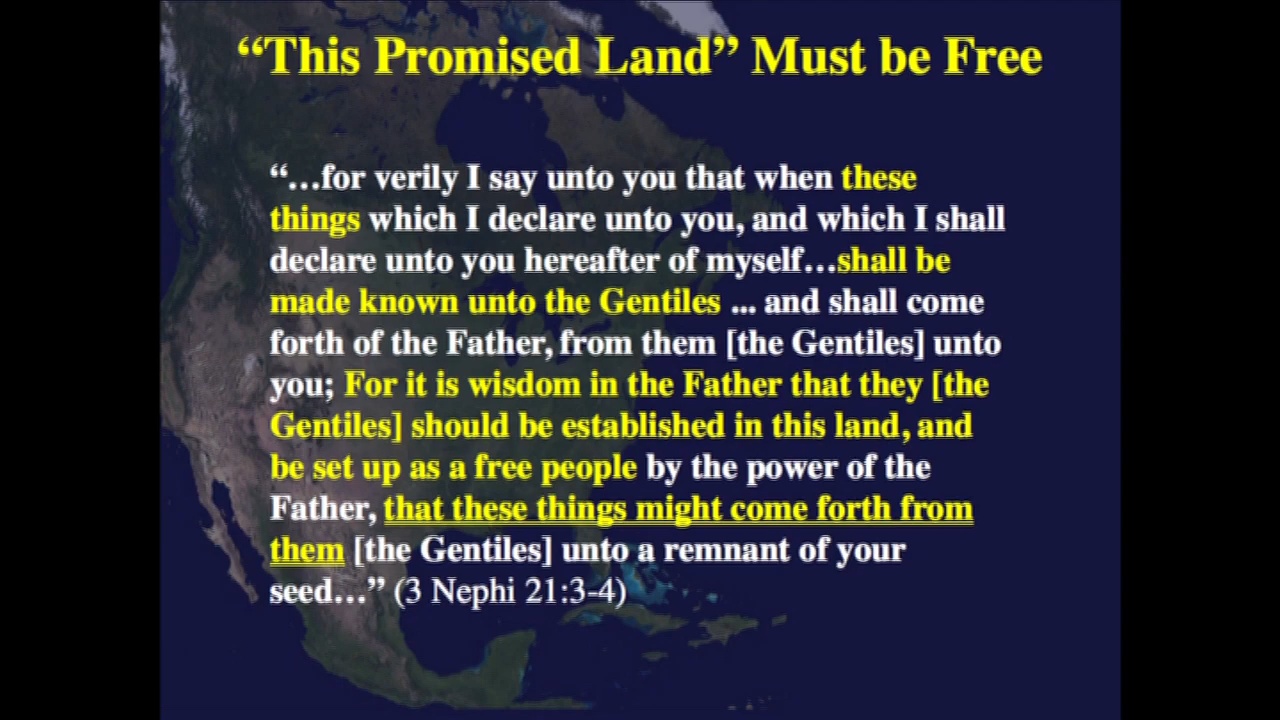 “This Promised Land” Must be Free
“…for verily I say unto you that when these
things which I declare unto you, and which I shall
declare unto you hereafter of myself…shall be
made known unto the Gentiles ... and shall come
forth of the Father, from them [the Gentiles] unto
you; For it is wisdom in the Father that they [the
Gentiles] should be established in this land, and
be set up as a free people by the power of the
Father, that these things might come forth from
them [the Gentiles] unto a remnant of your
seed…” (3 Nephi 21:3-4)